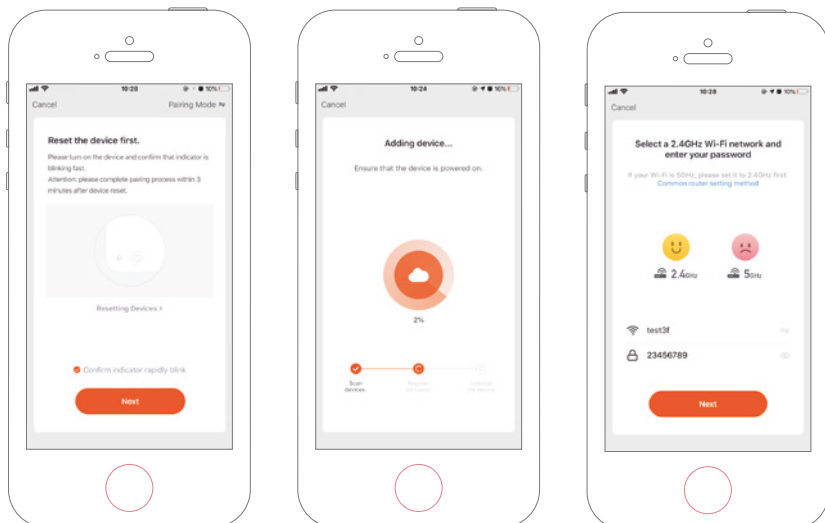 10:28
10%
Cancel
Pairing Mode
Reset the device first.
Please turn on the device and confirm that indicator is
blinking fast.
Attention: please complete pairing process within 3
minutes after device reset.
Resetting Devices >
Confirm indicator rapidly blink
Next
10:24
10%
Cancel
Adding device...
Ensure that the device is powered on.
2%
Scan
devices.
10:28
10%
Cancel
Select a 2.4GHz Wi-Fi network and
enter your password
If your Wi-Fi is 5GHz, please set it to 2.4GHz first.
Common router setting method
2.4GHz
5GHz
test3f
23456789
Next